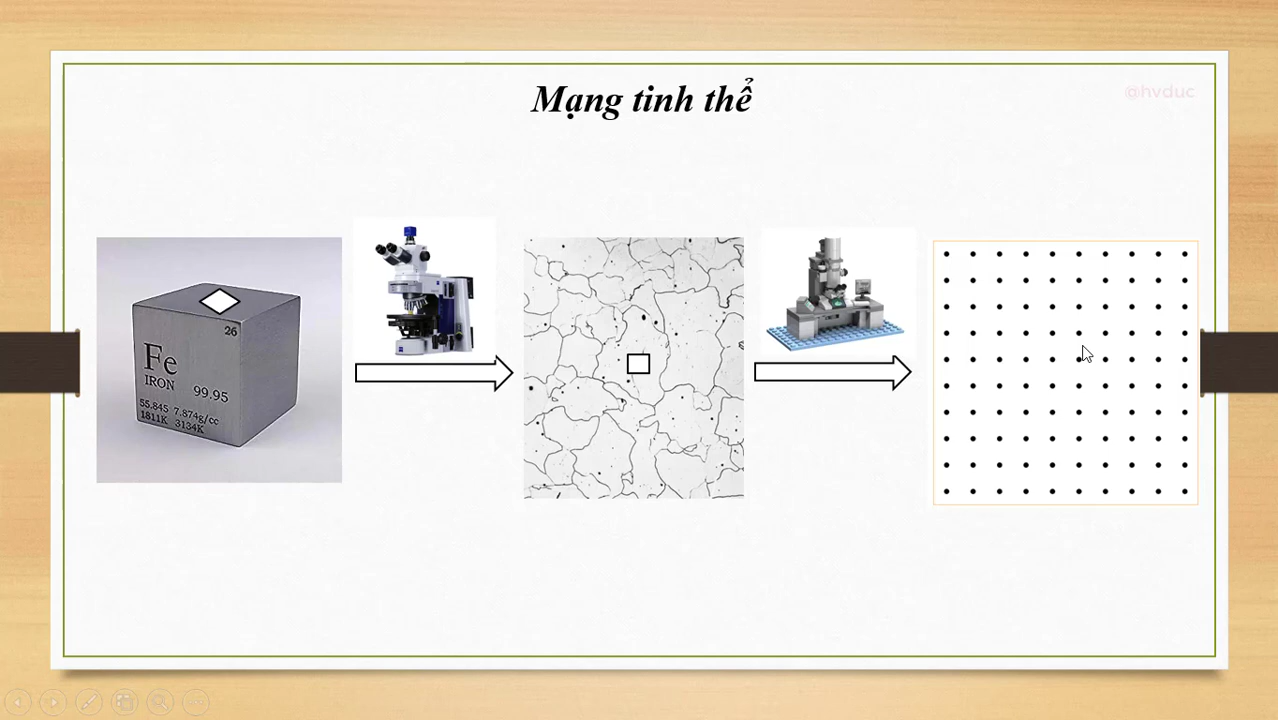 Mạng tinh thể
@hvduc
26
Fe
IRON 99.95
55.845 7.874g/cc
1811K 3134K